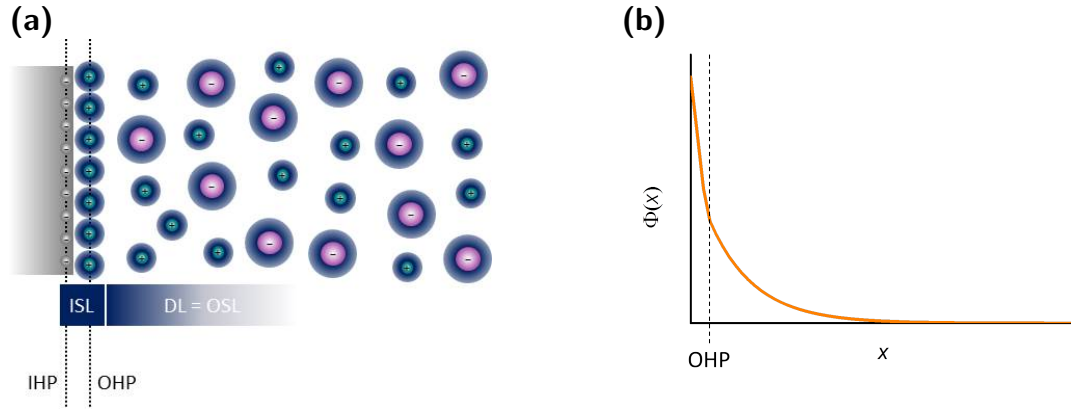 (a)
(b)
ISL
DL = OSL
IHP
OHP
Φ(x)
OHP
x